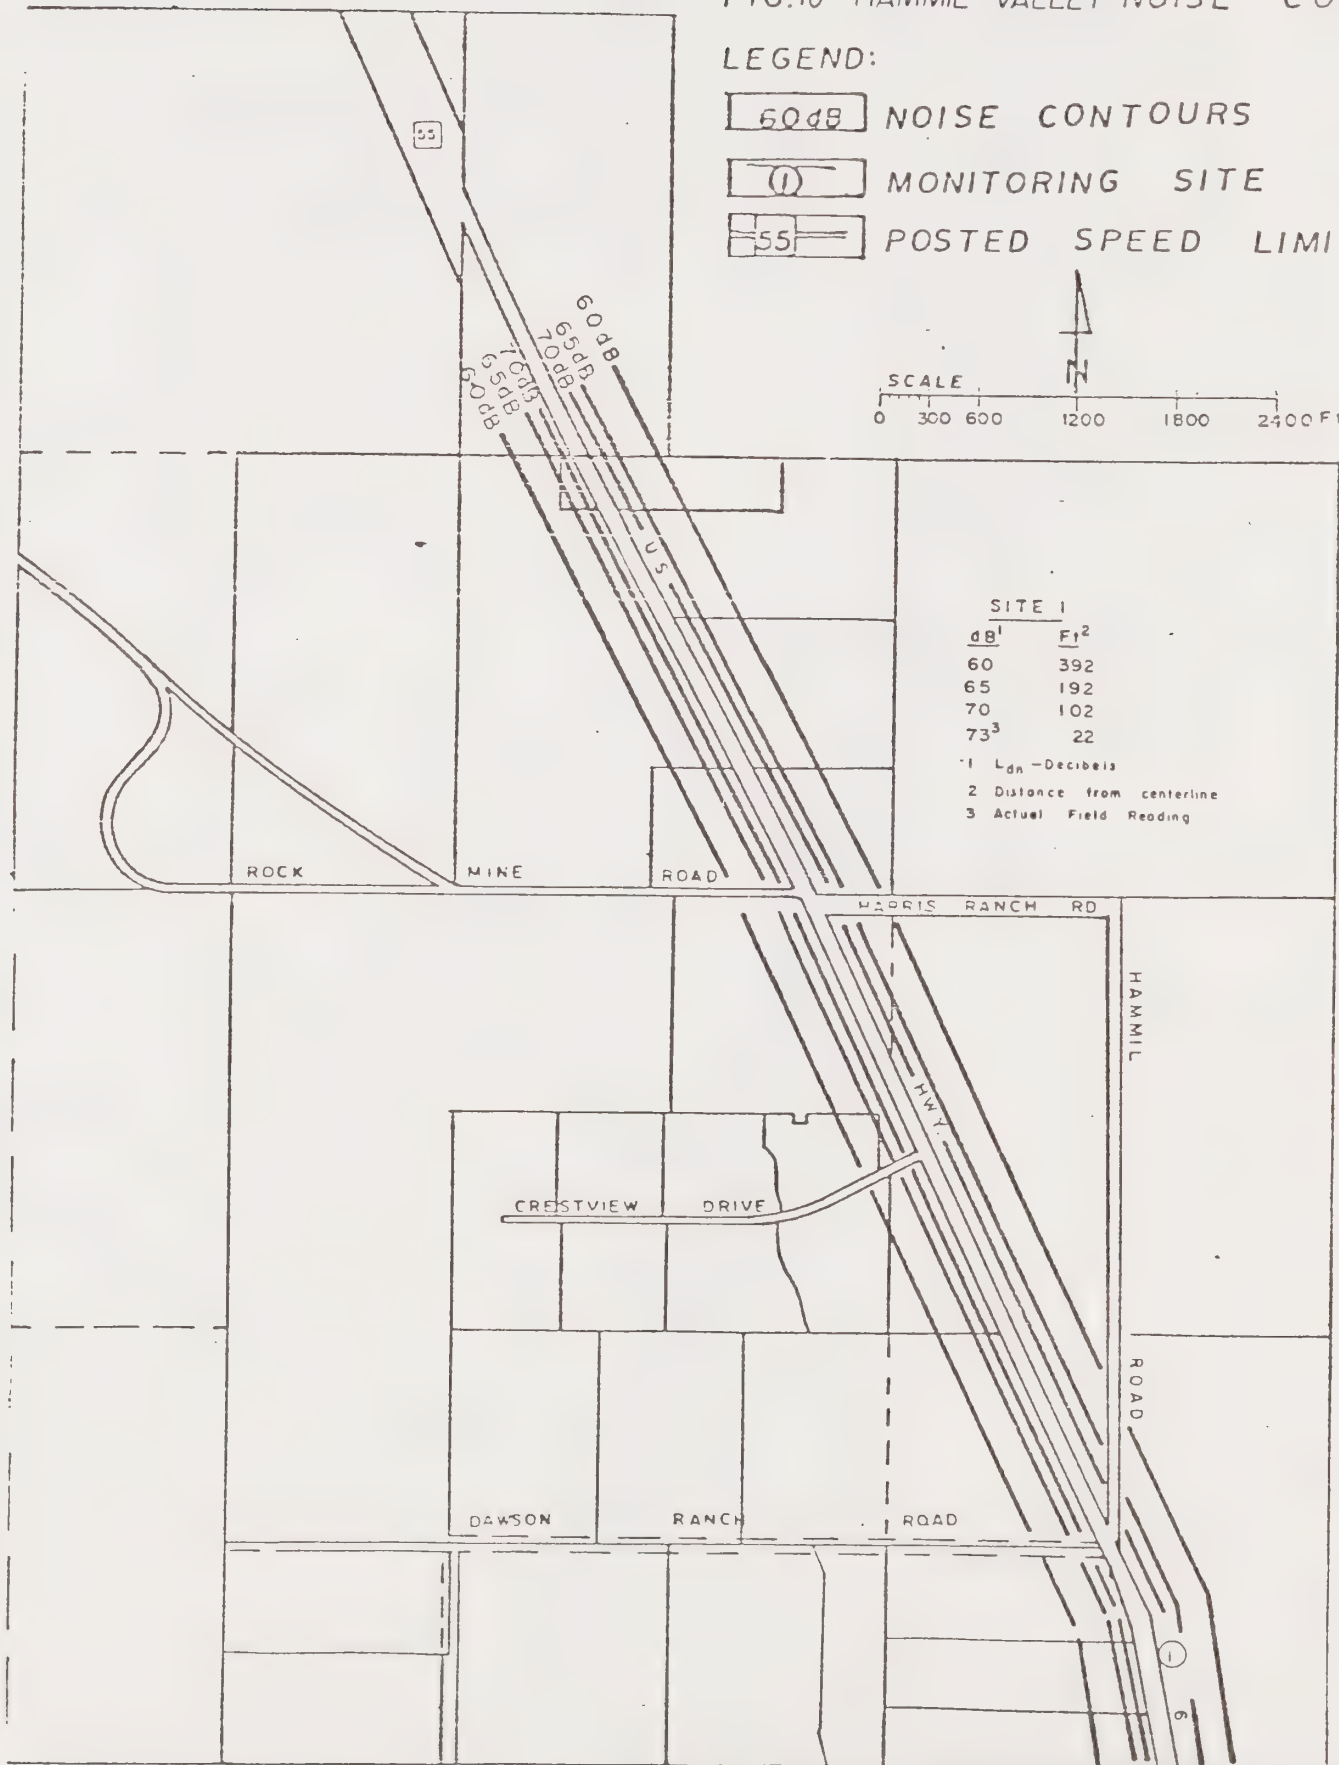 HAMMIL VALLEY NOISE
LEGEND:
60dB NOISE CONTOURS
1 MONITORING SITE
55 POSTED SPEED LIMI
55
60dB
65dB
70dB
70dB
65dB
60dB
N
SCALE
0 300 600 1200 1800 2400 Ft
U S
SITE 1
dB¹ Ft²
60 392
65 192
70 102
73³ 22
1 Ldn - Decibels
2 Distance from centerline
3 Actual Field Reading
ROCK MINE ROAD
HARRIS RANCH RD
HAMMIL
HWY.
CRESTVIEW DRIVE
ROAD
DAWSON RANCH ROAD
1
6